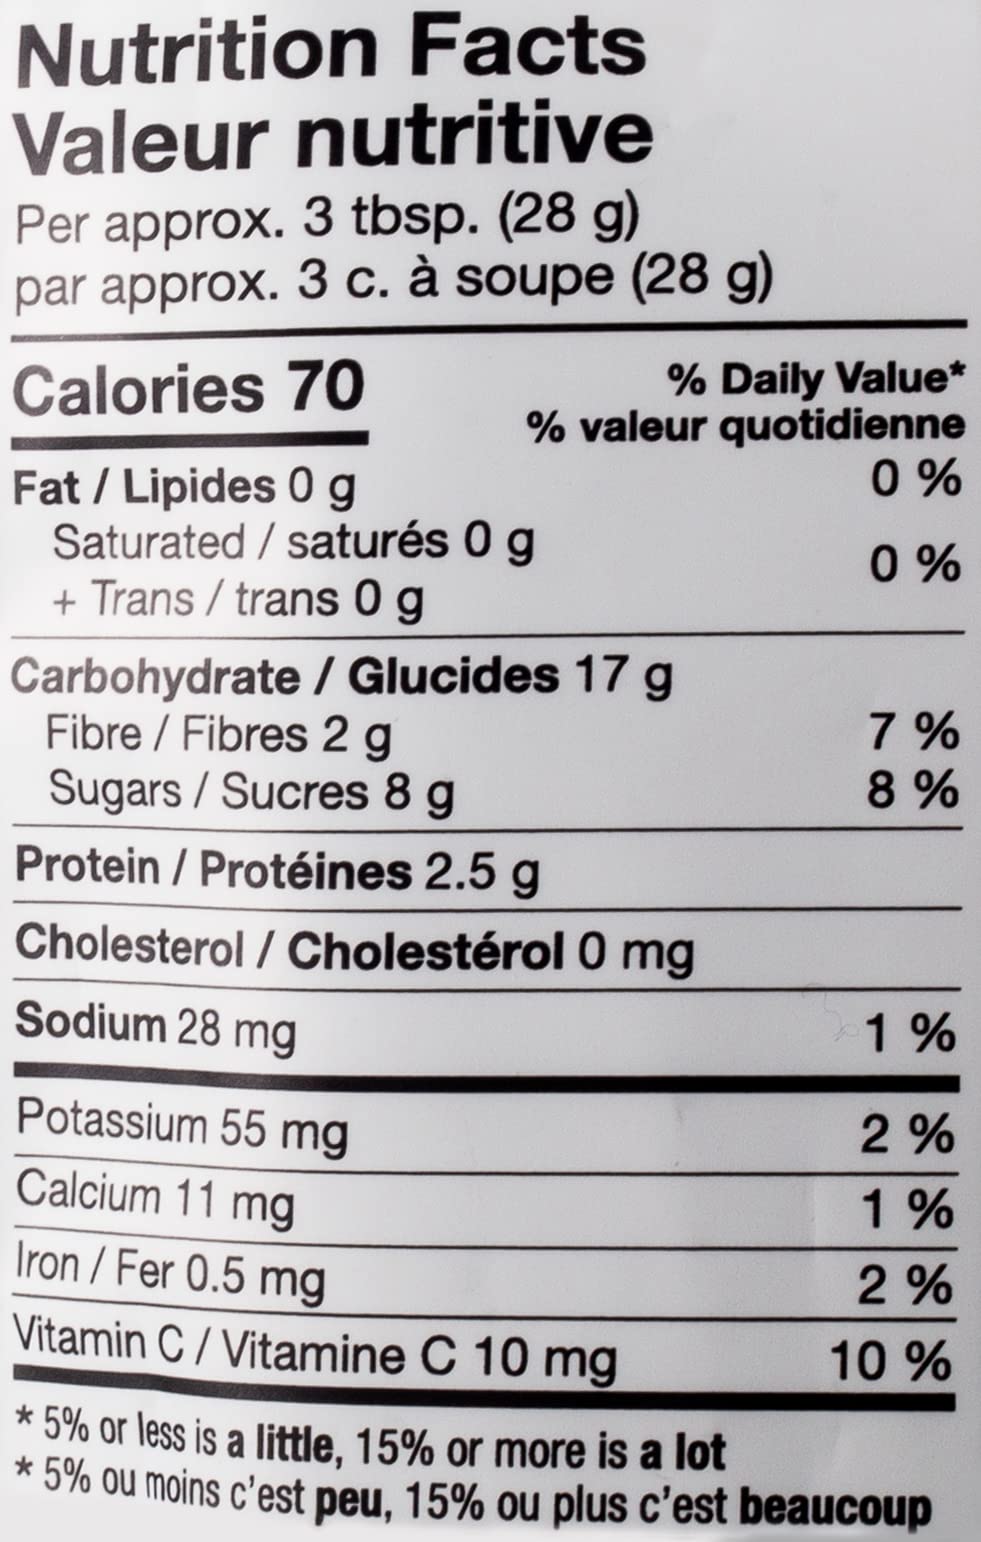 Nutrition Facts
Valeur nutritive
Per approx. 3 tbsp. (28 g)
par approx. 3 c. à soupe (28 g)
Calories 70
% Daily Value*
% valeur quotidienne
Fat / Lipides 0 g 0 %
Saturated / saturés 0 g
+ Trans / trans 0 g 0 %
Carbohydrate / Glucides 17 g
Fibre / Fibres 2 g 7 %
Sugars / Sucres 8 g 8 %
Protein / Protéines 2.5 g
Cholesterol / Cholestérol 0 mg
Sodium 28 mg 1 %
Potassium 55 mg 2 %
Calcium 11 mg 1 %
Iron / Fer 0.5 mg 2 %
Vitamin C / Vitamine C 10 mg 10 %
* 5% or less is a little, 15% or more is a lot
* 5% ou moins c'est peu, 15% ou plus c'est beaucoup